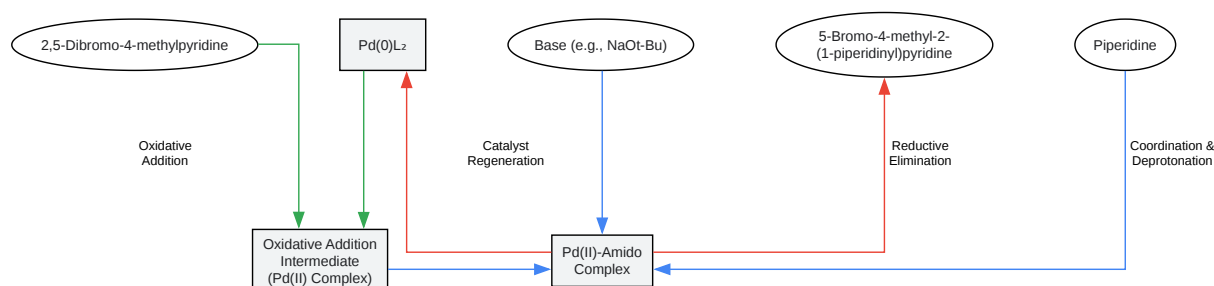 2,5-Dibromo-4-methylpyridine
Pd(0)L₂
Base (e.g., NaOt-Bu)
5-Bromo-4-methyl-2-
(1-piperidinyl)pyridine
Piperidine
Oxidative
Addition
Catalyst
Regeneration
Reductive
Elimination
Coordination &
Deprotonation
Oxidative Addition
Intermediate
(Pd(II) Complex)
Pd(II)-Amido
Complex